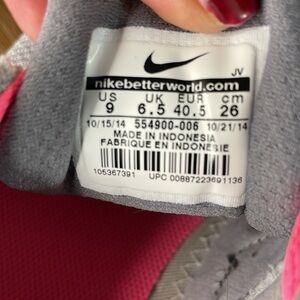 JV
nikebetterworld.com
US UK EUR cm
9 6.5 40.5 26
10/15/14 554900-006 10/21/14
MADE IN INDONESIA
FABRIQUE EN INDONESIE
105367391 UPC 00887223691136